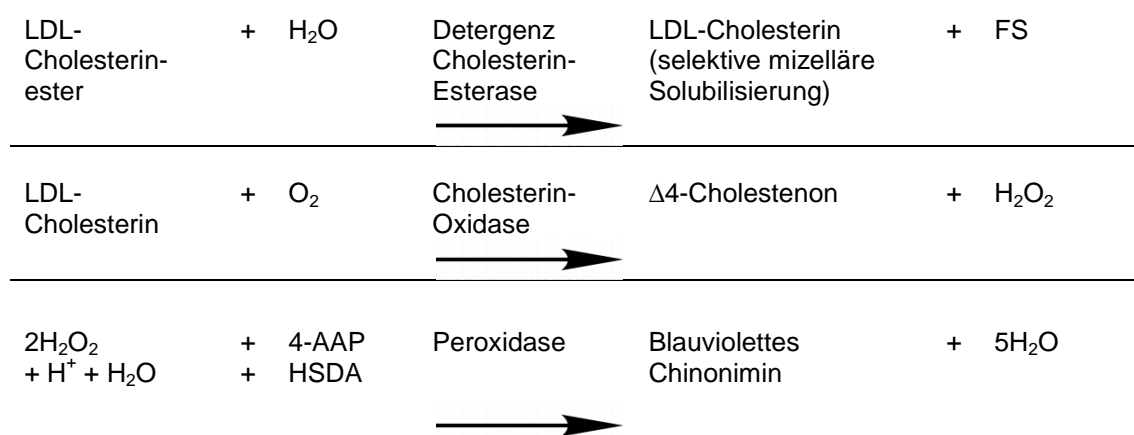 LDL- + H₂O Detergenz LDL-Cholesterin + FS
Cholesterin- Cholesterin- (selektive mizelläre
ester Esterase Solubilisierung)
LDL- + O₂ Cholesterin- Δ4-Cholestenon + H₂O₂
Cholesterin Oxidase
2H₂O₂ + 4-AAP Peroxidase Blauviolettes + 5H₂O
+ H⁺ + H₂O + HSDA Chinonimin